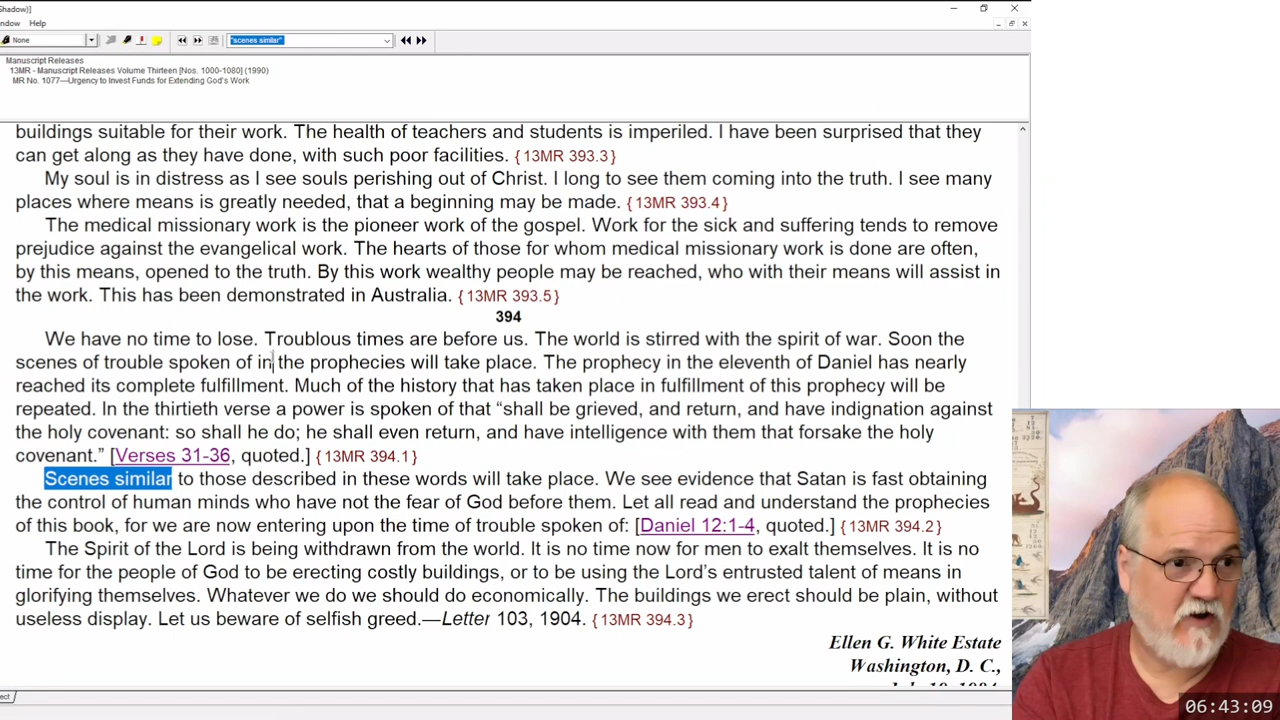 Shadow)]
ndow Help
None
"scenes similar"
Manuscript Releases
13MR - Manuscript Releases Volume Thirteen [Nos. 1000-1080] (1990)
MR No. 1077—Urgency to Invest Funds for Extending God's Work
buildings suitable for their work. The health of teachers and students is imperiled. I have been surprised that they
can get along as they have done, with such poor facilities. {13MR 393.3}
My soul is in distress as I see souls perishing out of Christ. I long to see them coming into the truth. I see many
places where means is greatly needed, that a beginning may be made. {13MR 393.4}
The medical missionary work is the pioneer work of the gospel. Work for the sick and suffering tends to remove
prejudice against the evangelical work. The hearts of those for whom medical missionary work is done are often,
by this means, opened to the truth. By this work wealthy people may be reached, who with their means will assist in
the work. This has been demonstrated in Australia. {13MR 393.5}
394
We have no time to lose. Troublous times are before us. The world is stirred with the spirit of war. Soon the
scenes of trouble spoken of in the prophecies will take place. The prophecy in the eleventh of Daniel has nearly
reached its complete fulfillment. Much of the history that has taken place in fulfillment of this prophecy will be
repeated. In the thirtieth verse a power is spoken of that “shall be grieved, and return, and have indignation against
the holy covenant: so shall he do; he shall even return, and have intelligence with them that forsake the holy
covenant.” [Verses 31-36, quoted.] {13MR 394.1}
Scenes similar to those described in these words will take place. We see evidence that Satan is fast obtaining
the control of human minds who have not the fear of God before them. Let all read and understand the prophecies
of this book, for we are now entering upon the time of trouble spoken of: [Daniel 12:1-4, quoted.] {13MR 394.2}
The Spirit of the Lord is being withdrawn from the world. It is no time now for men to exalt themselves. It is no
time for the people of God to be erecting costly buildings, or to be using the Lord’s entrusted talent of means in
glorifying themselves. Whatever we do we should do economically. The buildings we erect should be plain, without
useless display. Let us beware of selfish greed.—Letter 103, 1904. {13MR 394.3}
Ellen G. White Estate
Washington, D. C.,
ect
06:43:09